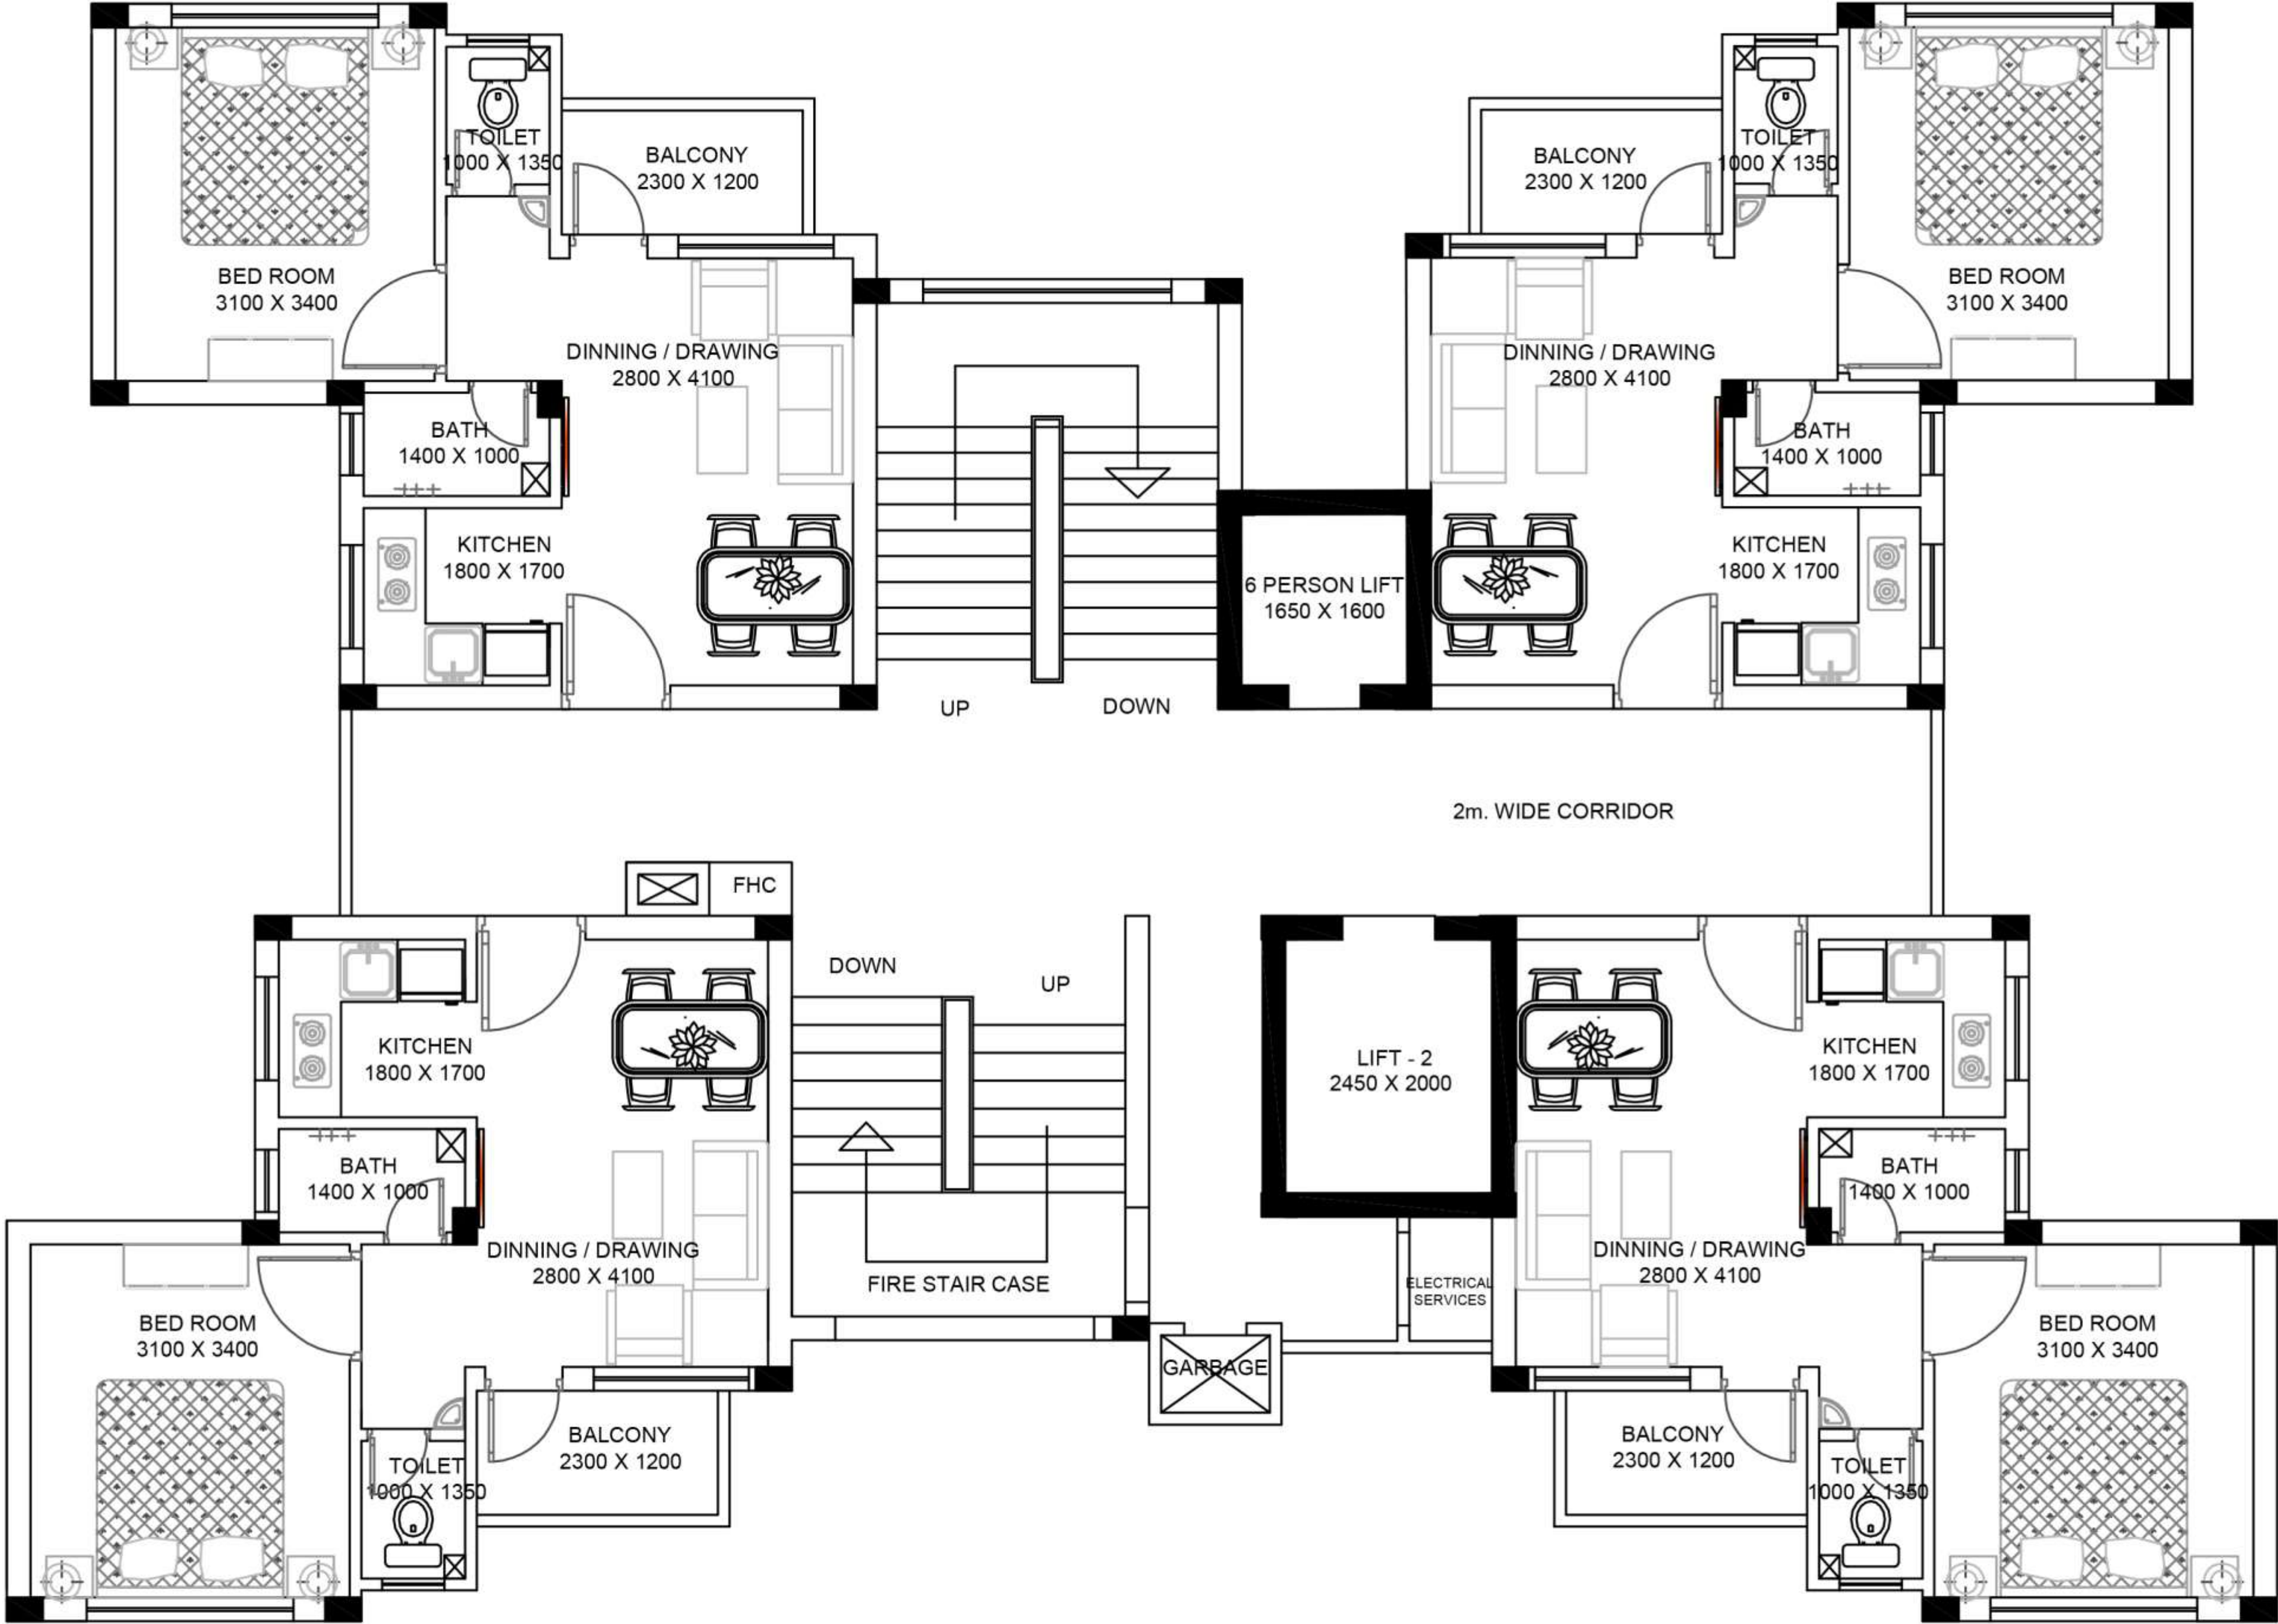 TOILET
1000 X 1350
BALCONY
2300 X 1200
BED ROOM
3100 X 3400
DINNING / DRAWING
2800 X 4100
BATH
1400 X 1000
KITCHEN
1800 X 1700
UP
DOWN
6 PERSON LIFT
1650 X 1600
BALCONY
2300 X 1200
TOILET
1000 X 1350
BED ROOM
3100 X 3400
DINNING / DRAWING
2800 X 4100
BATH
1400 X 1000
KITCHEN
1800 X 1700
2m. WIDE CORRIDOR
FHC
KITCHEN
1800 X 1700
BATH
1400 X 1000
DINNING / DRAWING
2800 X 4100
BED ROOM
3100 X 3400
BALCONY
2300 X 1200
TOILET
1000 X 1350
DOWN
UP
FIRE STAIR CASE
GARBAGE
LIFT - 2
2450 X 2000
ELECTRICAL
SERVICES
KITCHEN
1800 X 1700
BATH
1400 X 1000
DINNING / DRAWING
2800 X 4100
BED ROOM
3100 X 3400
BALCONY
2300 X 1200
TOILET
1000 X 1350